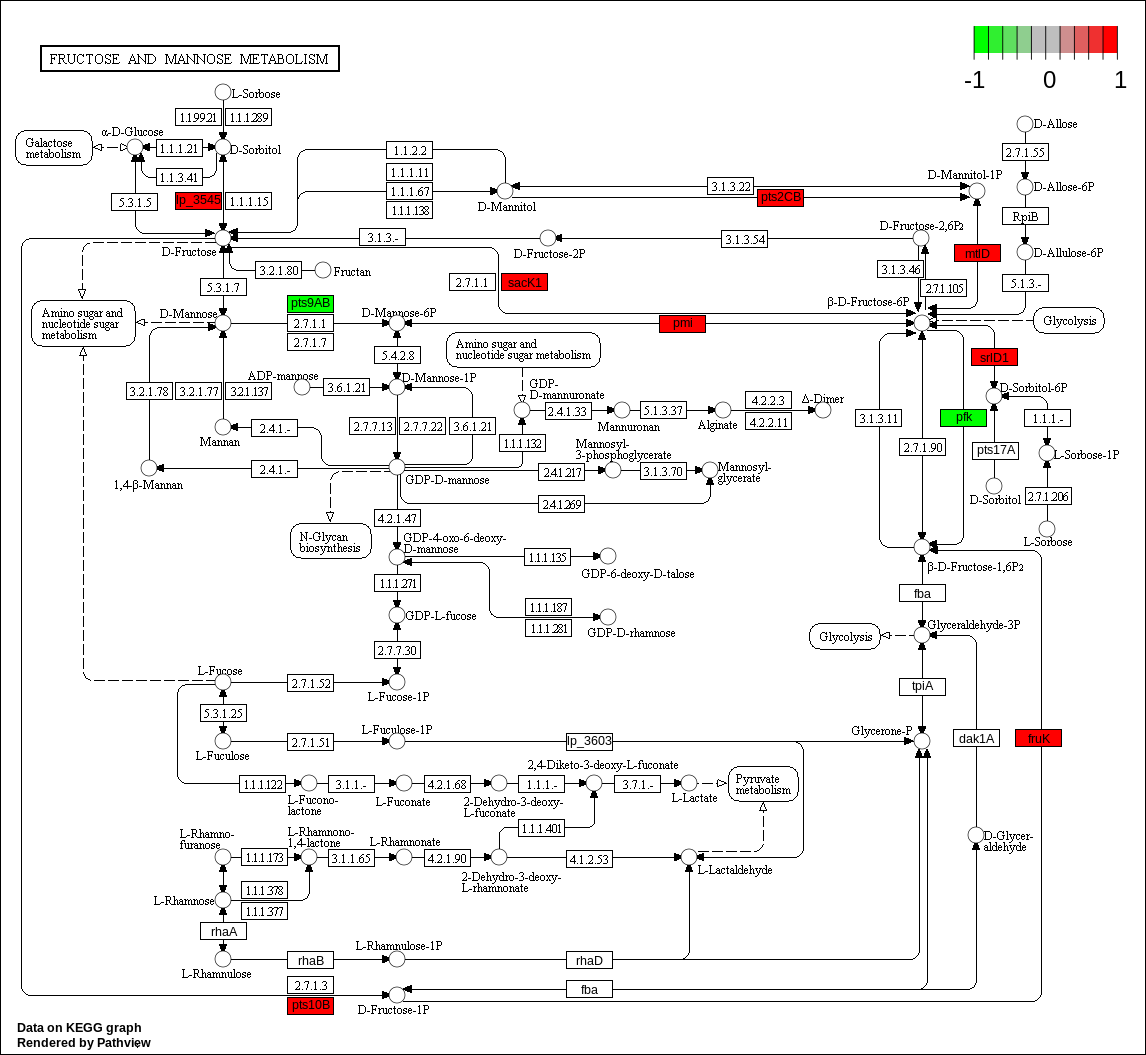 FRUCTOSE AND MANNOSE METABOLISM
-1
0
1
L-Sorbose
1.1.99.21
1.1.1.289
α-D-Glucose
Galactose
metabolism
1.1.1.21
D-Sorbitol
1.1.3.41
5.3.1.5
lp_3545
1.1.1.15
1.1.2.2
1.1.1.11
1.1.1.67
1.1.1.138
D-Mannitol
3.1.3.22
pts2CB
D-Mannitol-1P
D-Allose
2.7.1.55
D-Allose-6P
RpiB
D-Allulose-6P
5.1.3.-
mtlD
D-Fructose
3.1.3.-
D-Fructose-2P
3.1.3.54
D-Fructose-2,6P2
3.1.3.46
2.7.1.105
3.2.1.80
Fructan
2.7.1.1
sacK1
5.3.1.7
β-D-Fructose-6P
Amino sugar and
nucleotide sugar
metabolism
D-Mannose
pts9AB
2.7.1.1
2.7.1.7
D-Mannose-6P
pmi
Glycolysis
5.4.2.8
Amino sugar and
nucleotide sugar metabolism
srlD1
D-Sorbitol-6P
ADP-mannose
3.6.1.21
D-Mannose-1P
GDP-
D-mannuronate
3.2.1.78
3.2.1.77
3.2.1.137
2.4.1.33
Mannuronan
5.1.3.37
Alginate
4.2.2.3
4.2.2.11
Δ-Dimer
3.1.3.11
pfk
1.1.1.-
Mannan
2.4.1.-
2.7.7.13
2.7.7.22
3.6.1.21
1.1.1.132
2.7.1.90
pts17A
L-Sorbose-1P
Mannosyl-
3-phosphoglycerate
1,4-β-Mannan
2.4.1.-
GDP-D-mannose
2.4.1.217
3.1.3.70
Mannosyl-
glycerate
2.4.1.269
D-Sorbitol
2.7.1.206
L-Sorbose
N-Glycan
biosynthesis
4.2.1.47
GDP-4-oxo-6-deoxy-
D-mannose
1.1.1.135
GDP-6-deoxy-D-talose
β-D-Fructose-1,6P2
1.1.1.271
fba
GDP-L-fucose
1.1.1.187
1.1.1.281
GDP-D-rhamnose
Glycolysis
Glyceraldehyde-3P
2.7.7.30
L-Fucose
2.7.1.52
L-Fucose-1P
tpiA
5.3.1.25
L-Fuculose
2.7.1.51
L-Fuculose-1P
lp_3603
Glycerone-P
dak1A
fruK
2,4-Diketo-3-deoxy-L-fuconate
1.1.1.122
L-Fucono-
lactone
3.1.1.-
L-Fuconate
4.2.1.68
2-Dehydro-3-deoxy-
L-fuconate
1.1.1.-
3.7.1.-
L-Lactate
Pyruvate
metabolism
1.1.1.401
L-Rhamno-
furanose
L-Rhamnono-
1,4-lactone
L-Rhamnonate
D-Glycer-
aldehyde
1.1.1.173
3.1.1.65
4.2.1.90
2-Dehydro-3-deoxy-
L-rhamnonate
4.1.2.53
L-Lactaldehyde
L-Rhamnose
1.1.1.378
1.1.1.377
rhaA
L-Rhamnulose
rhaB
L-Rhamnulose-1P
rhaD
2.7.1.3
pts10B
D-Fructose-1P
fba
Data on KEGG graph
Rendered by Pathview